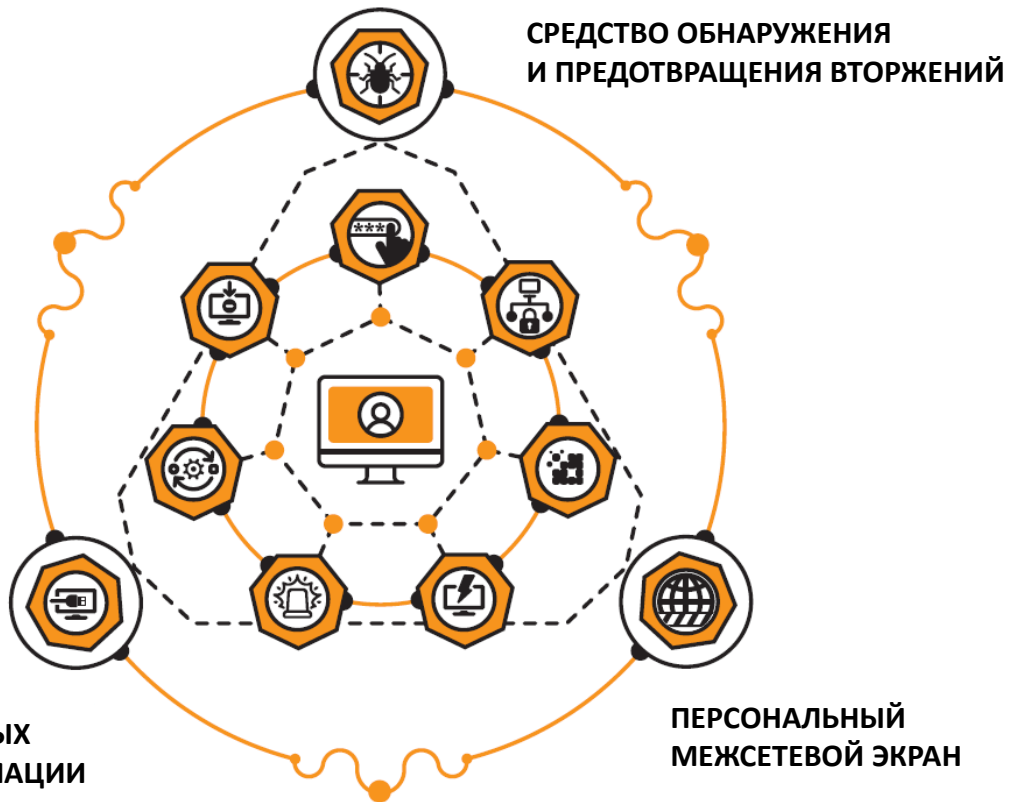 СРЕДСТВО ОБНАРУЖЕНИЯ
И ПРЕДОТВРАЩЕНИЯ ВТОРЖЕНИЙ
***
ПЕРСОНАЛЬНЫЙ
МЕЖСЕТЕВОЙ ЭКРАН